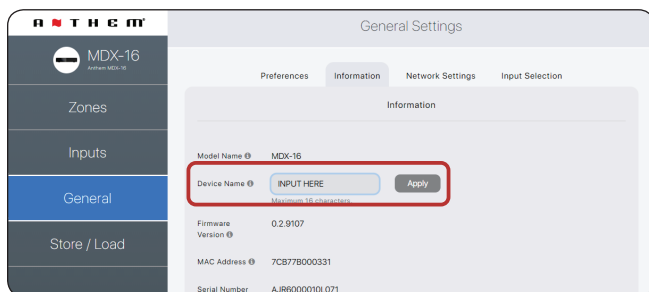 ANTHEM
General Settings
MDX-16
Anthem MDX-16
Preferences Information Network Settings Input Selection
Zones
Information
Inputs
Model Name MDX-16
Device Name INPUT HERE Apply
Maximum 16 characters
General
Firmware Version 0.2.9107
Store / Load
MAC Address 7CB77B000331
Serial Number AJR6000010L071